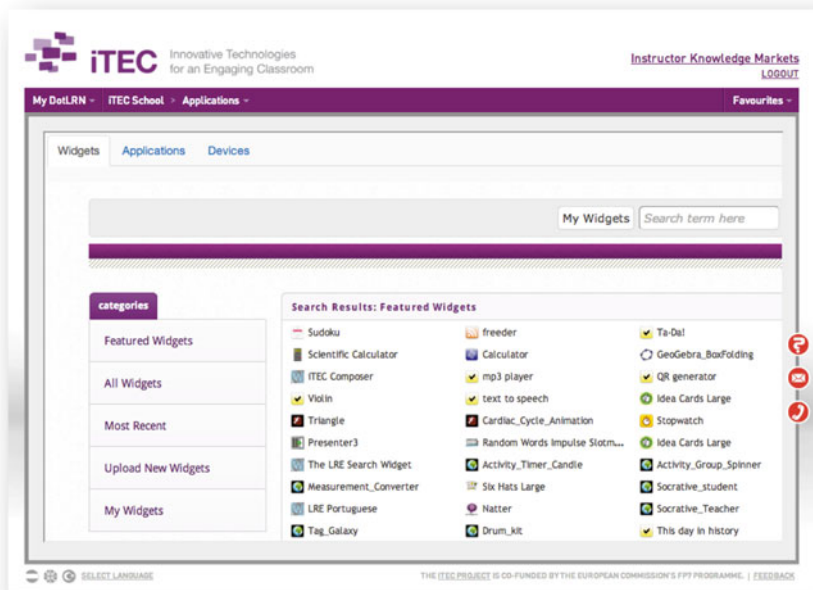 iTEC Innovative Technologies
for an Engaging Classroom
Instructor Knowledge Markets
LOGOUT
My DotLRN iTEC School > Applications Favourites
Widgets Applications Devices
My Widgets Search term here
categories
Featured Widgets
All Widgets
Most Recent
Upload New Widgets
My Widgets
Search Results: Featured Widgets
Sudoku freeder Ta-Da!
Scientific Calculator Calculator GeoGebra_BoxFolding
ITEC Composer mp3 player QR generator
Violin text to speech Idea Cards Large
Triangle Cardiac_Cycle_Animation Stopwatch
Presenter3 Random Words Impulse Slotm... Idea Cards Large
The LRE Search Widget Activity_Timer_Candle Activity_Group_Spinner
Measurement_Converter Six Hats Large Socrative_student
LRE Portuguese Natter Socrative_Teacher
Tag_Galaxy Drum_kit This day in history
SELECT LANGUAGE THE ITEC PROJECT IS CO-FUNDED BY THE EUROPEAN COMMISSION'S FP7 PROGRAMME. | FEEDBACK